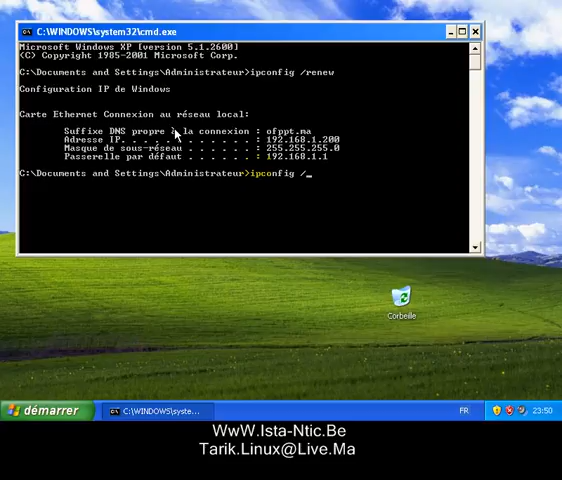 C:\WINDOWS\system32\cmd.exe
Microsoft Windows XP [version 5.1.2600]
(C) Copyright 1985-2001 Microsoft Corp.
C:\Documents and Settings\Administrateur>ipconfig /renew
Configuration IP de Windows
Carte Ethernet Connexion au réseau local:
Suffixe DNS propre à la connexion : ofppt.ma
Adresse IP. . . . . . . . . . . . : 192.168.1.200
Masque de sous-réseau . . . . . . : 255.255.255.0
Passerelle par défaut . . . . . . : 192.168.1.1
C:\Documents and Settings\Administrateur>ipconfig /_
Corbeille
démarrer
C:\WINDOWS\syste...
FR
23:50
WwW.Ista-Ntic.Be
Tarik.Linux@Live.Ma